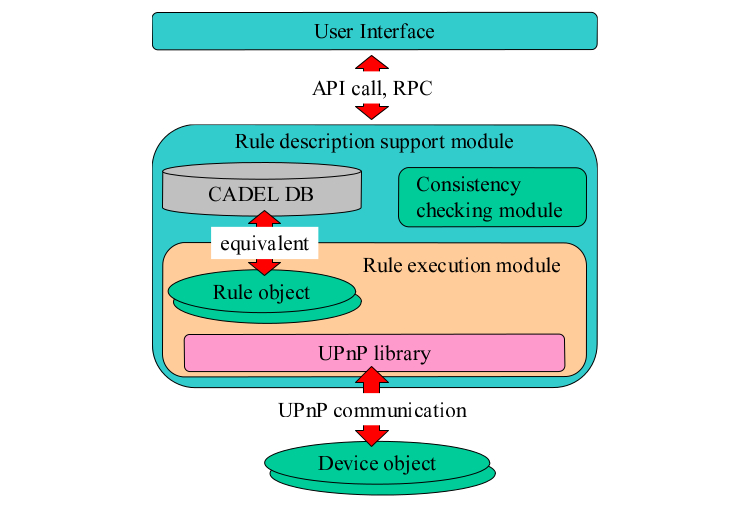 User Interface
API call, RPC
Rule description support module
CADEL DB
Consistency
checking module
equivalent
Rule execution module
Rule object
UPnP library
UPnP communication
Device object